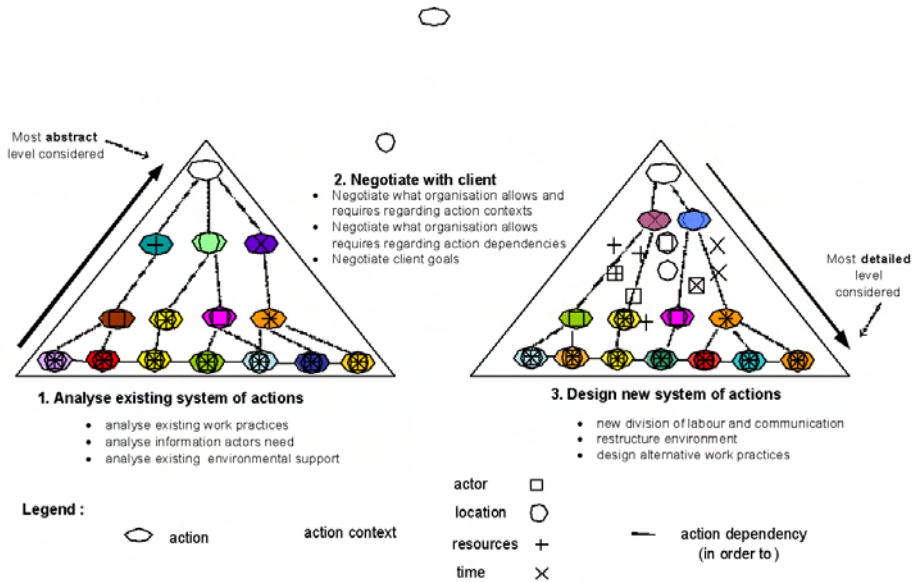 Most abstract
level considered
2. Negotiate with client
• Negotiate what organisation allows and
requires regarding action contexts
• Negotiate what organisation allows
requires regarding action dependencies
• Negotiate client goals
Most detailed
level
considered
1. Analyse existing system of actions
• analyse existing work practices
• analyse information actors need
• analyse existing environmental support
3. Design new system of actions
• new division of labour and communication
• restructure environment
• design alternative work practices
Legend :
action
action context
actor
location
resources
time
action dependency
(in order to )